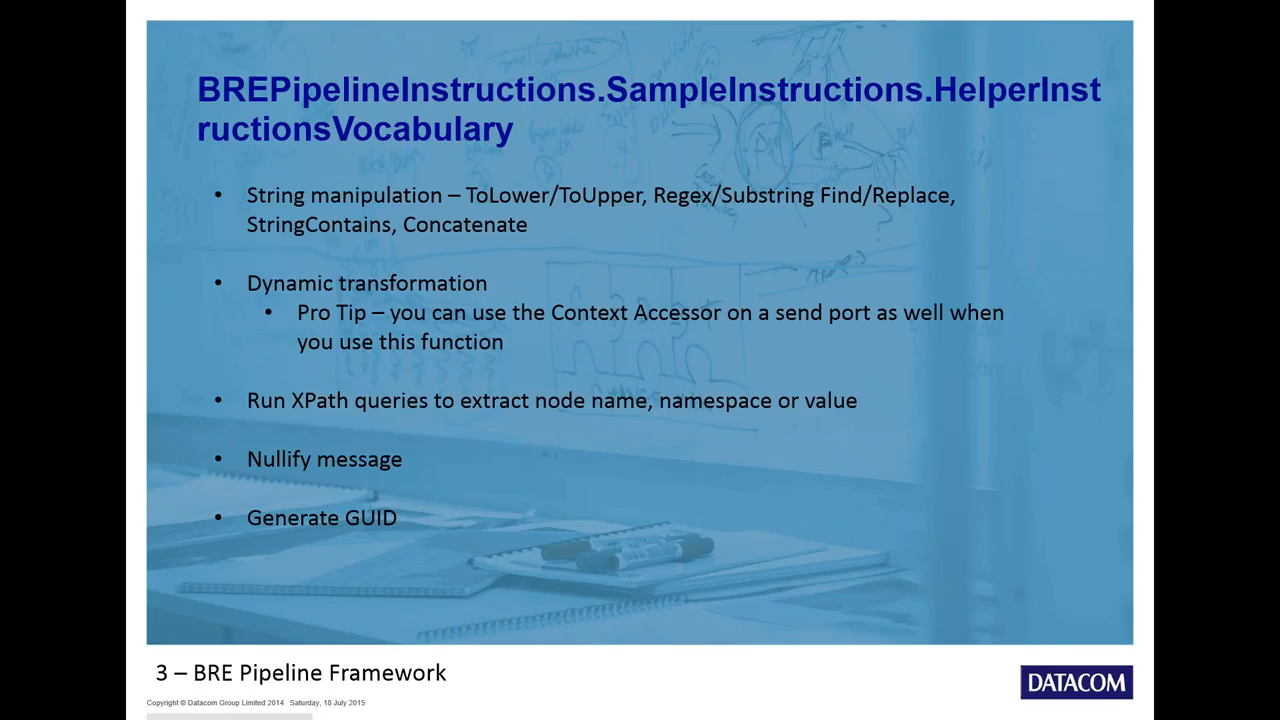 BREPipelineInstructions.SampleInstructions.HelperInst
ructionsVocabulary
• String manipulation – ToLower/ToUpper, Regex/Substring Find/Replace,
StringContains, Concatenate
• Dynamic transformation
• Pro Tip – you can use the Context Accessor on a send port as well when
you use this function
• Run XPath queries to extract node name, namespace or value
• Nullify message
• Generate GUID
3 – BRE Pipeline Framework
DATACOM
Copyright © Datacom Group Limited 2014 Saturday, 18 July 2015